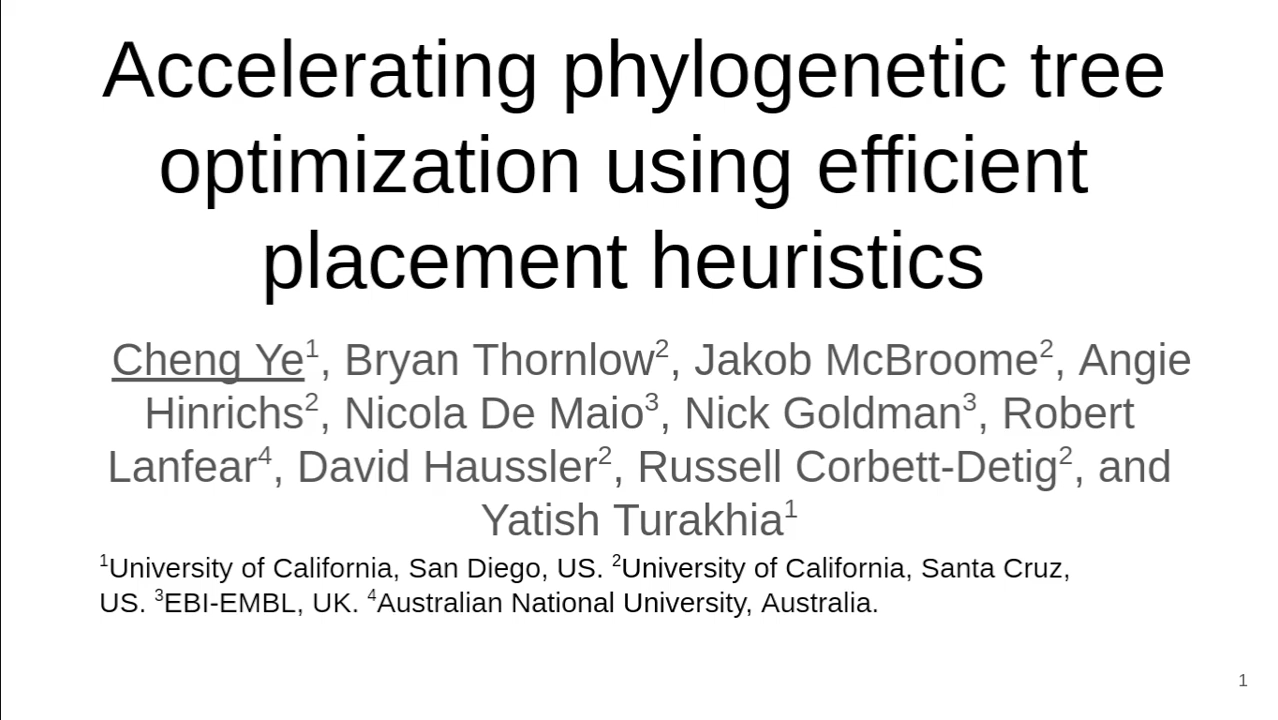 Accelerating phylogenetic tree
optimization using efficient
placement heuristics
Cheng Ye¹, Bryan Thornlow², Jakob McBroome², Angie
Hinrichs², Nicola De Maio³, Nick Goldman³, Robert
Lanfear⁴, David Haussler², Russell Corbett-Detig², and
Yatish Turakhia¹
¹University of California, San Diego, US. ²University of California, Santa Cruz,
US. ³EBI-EMBL, UK. ⁴Australian National University, Australia.
1